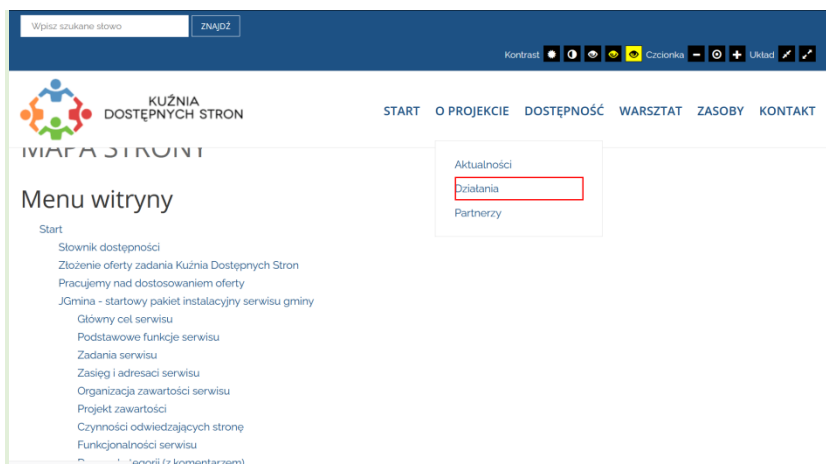 Wpisz szukane słowo ZNAJDŹ
Kontrast Czcionka Układ
KUŹNIA
DOSTĘPNYCH STRON
START O PROJEKCIE DOSTĘPNOŚĆ WARSZTAT ZASOBY KONTAKT
MAPA STRONY
Aktualności
Działania
Partnerzy
Menu witryny
Start
Słownik dostępności
Złożenie oferty zadania Kuźnia Dostępnych Stron
Pracujemy nad dostosowaniem oferty
JGmina - startowy pakiet instalacyjny serwisu gminy
Główny cel serwisu
Podstawowe funkcje serwisu
Zadania serwisu
Zasięg i adresaci serwisu
Organizacja zawartości serwisu
Projekt zawartości
Czynności odwiedzających stronę
Funkcjonalności serwisu
(z komentarzem)